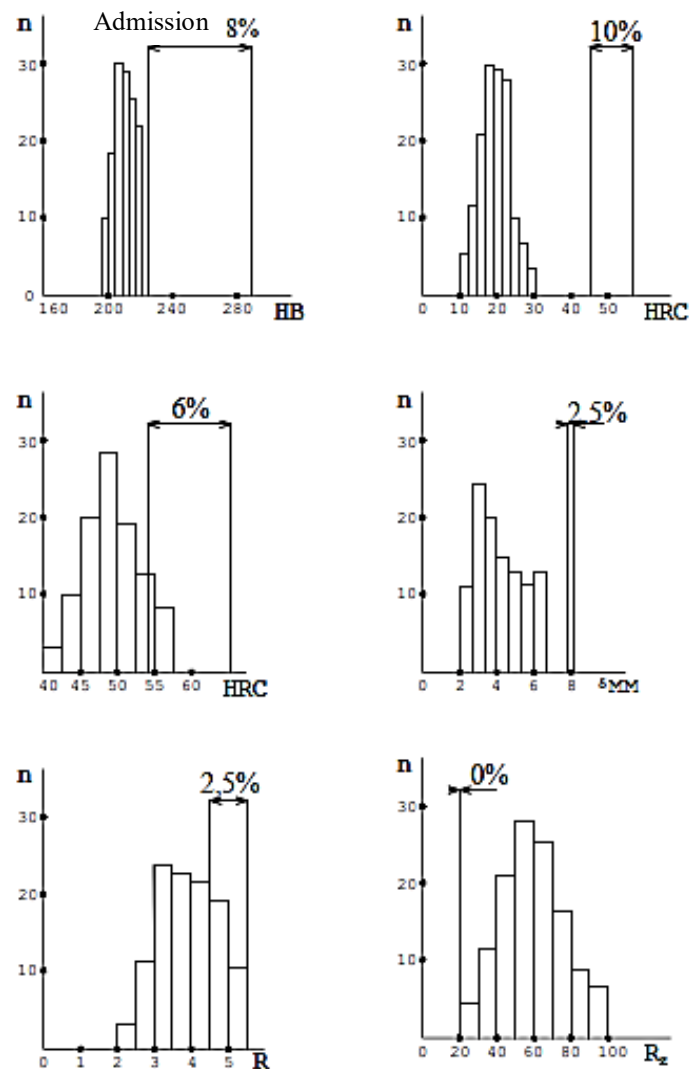 n Admission 8%
30
20
10
0
160 200 240 280 HB
n 10%
30
20
10
0 10 20 30 40 50 HRC
n 6%
30
20
10
40 45 50 55 60 HRC
n 2,5%
30
20
10
0 2 4 6 8 δMM
n 2,5%
30
20
10
0 1 2 3 4 5 R
n 0%
30
20
10
0 20 40 60 80 100 Rz